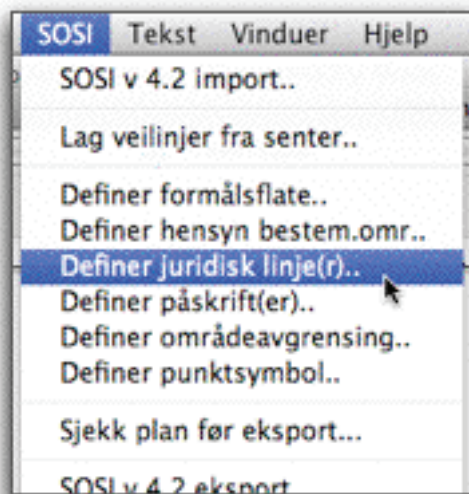 SOSI Tekst Vinduer Hjelp
SOSI v 4.2 import..
Lag veilinjer fra senter..
Definer formålsflate..
Definer hensyn bestem.omr..
Definer juridisk linje(r)..
Definer påskrift(er)..
Definer områdeavgrensing..
Definer punktsymbol..
Sjekk plan før eksport...
SOSI v 4.2 eksport